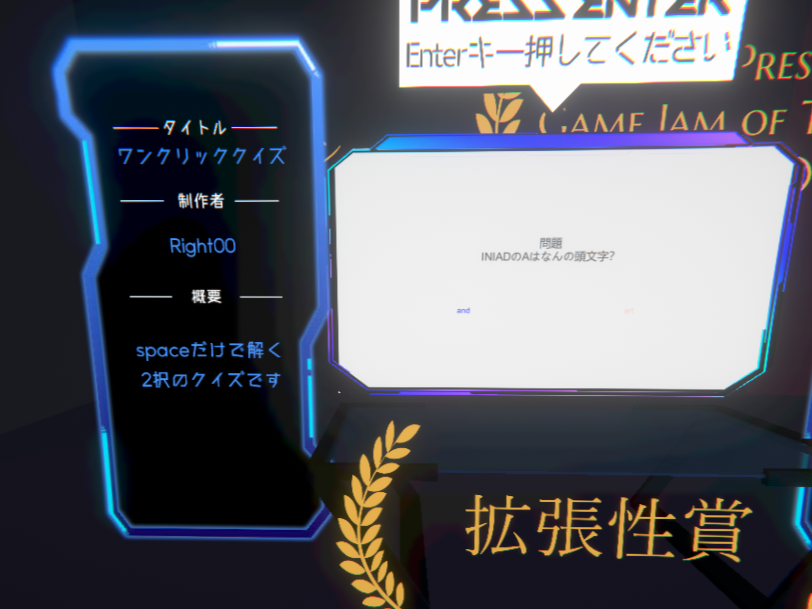 PRESS ENTER
Enterキー押してください
PRES
GAME JAM OF
タイトル
ワンクリッククイズ
制作者
Right00
概要
spaceだけで解く
2択のクイズです
問題
INIADのAはなんの頭文字?
and
拡張性賞